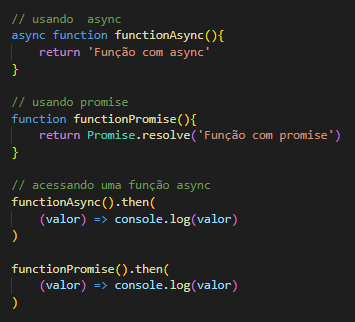 // usando  async
async function functionAsync(){
    return 'Função com async'
}
// usando promise
function functionPromise(){
    return Promise.resolve('Função com promise')
}
// acessando uma função async
functionAsync().then(
    (valor) => console.log(valor)
)
functionPromise().then(
    (valor) => console.log(valor)
)